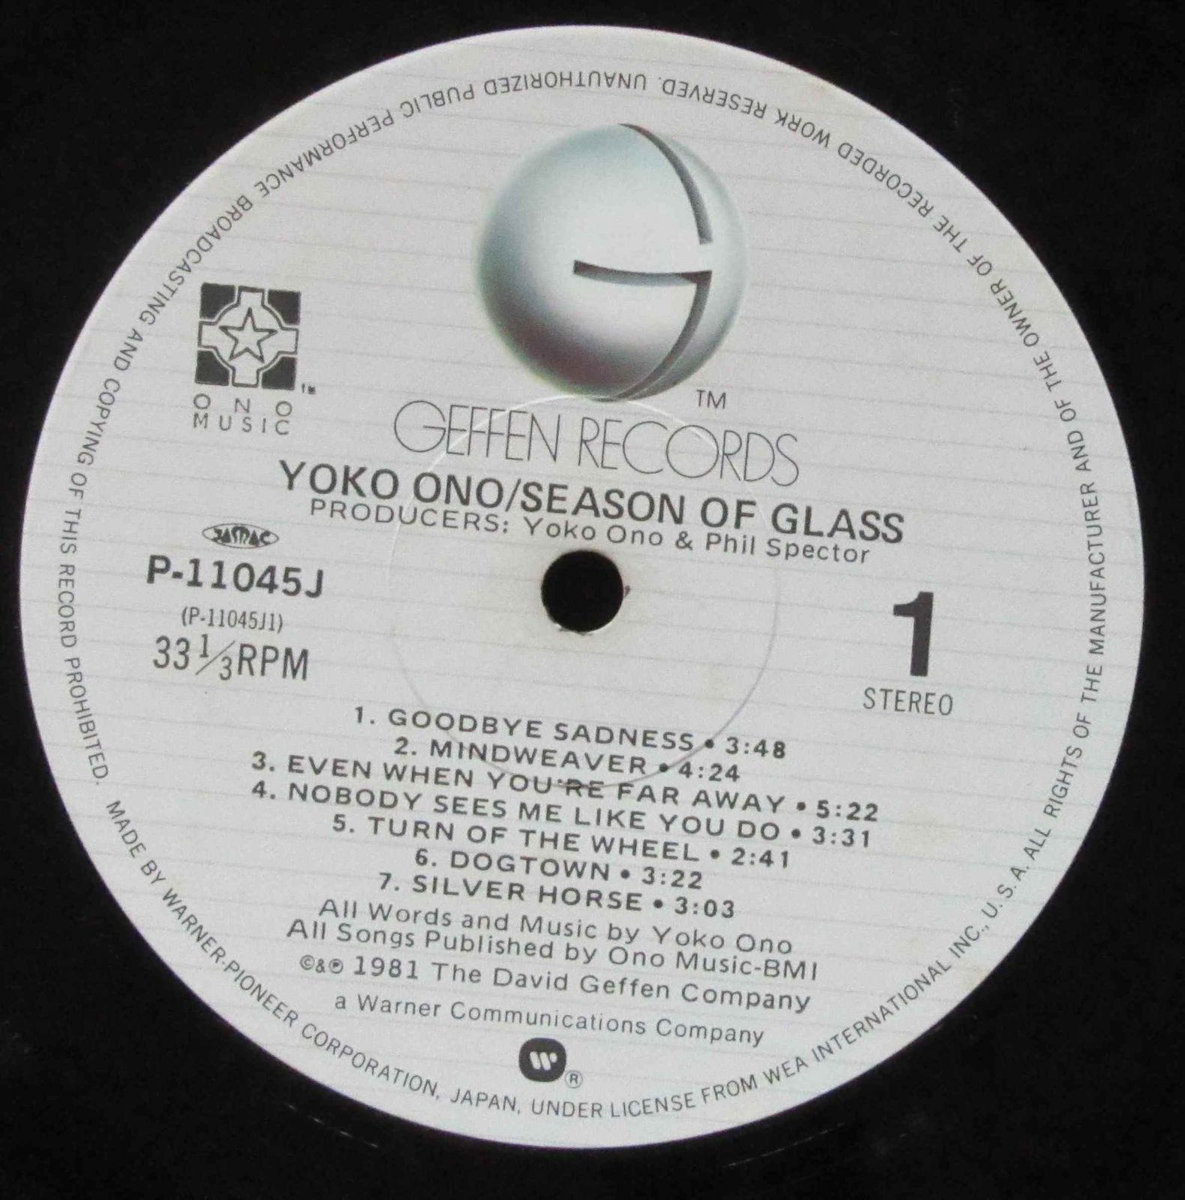 TM
GEFFEN RECORDS
TM
ONO
MUSIC
YOKO ONO/SEASON OF GLASS
PRODUCERS: Yoko Ono & Phil Spector
JASRAC
P-11045J
(P-11045J1)
33 1/3 RPM
1
STEREO
1. GOODBYE SADNESS • 3:48
2. MINDWEAVER • 4:24
3. EVEN WHEN YOU'RE FAR AWAY • 5:22
4. NOBODY SEES ME LIKE YOU DO • 3:31
5. TURN OF THE WHEEL • 2:41
6. DOGTOWN • 3:22
7. SILVER HORSE • 3:03
All Words and Music by Yoko Ono
All Songs Published by Ono Music-BMI
©&℗ 1981 The David Geffen Company
a Warner Communications Company
W ®
MADE BY WARNER-PIONEER CORPORATION, JAPAN, UNDER LICENSE FROM WEA INTERNATIONAL INC., U.S.A. ALL RIGHTS OF THE MANUFACTURER AND OF THE OWNER OF THE RECORDED WORK RESERVED. UNAUTHORIZED PUBLIC PERFORMANCE BROADCASTING AND COPYING OF THIS RECORD PROHIBITED.